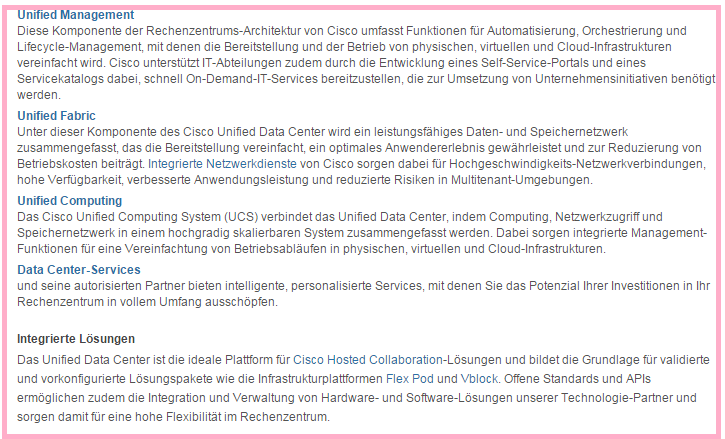 Unified Management
Diese Komponente der Rechenzentrums-Architektur von Cisco umfasst Funktionen für Automatisierung, Orchestrierung und
Lifecycle-Management, mit denen die Bereitstellung und der Betrieb von physischen, virtuellen und Cloud-Infrastrukturen
vereinfacht wird. Cisco unterstützt IT-Abteilungen zudem durch die Entwicklung eines Self-Service-Portals und eines
Servicekatalogs dabei, schnell On-Demand-IT-Services bereitzustellen, die zur Umsetzung von Unternehmensinitiativen benötigt
werden.
Unified Fabric
Unter dieser Komponente des Cisco Unified Data Center wird ein leistungsfähiges Daten- und Speichernetzwerk
zusammengefasst, das die Bereitstellung vereinfacht, ein optimales Anwendererlebnis gewährleistet und zur Reduzierung von
Betriebskosten beiträgt. Integrierte Netzwerkdienste von Cisco sorgen dabei für Hochgeschwindigkeits-Netzwerkverbindungen,
hohe Verfügbarkeit, verbesserte Anwendungsleistung und reduzierte Risiken in Multitenant-Umgebungen.
Unified Computing
Das Cisco Unified Computing System (UCS) verbindet das Unified Data Center, indem Computing, Netzwerkzugriff und
Speichernetzwerk in einem hochgradig skalierbaren System zusammengefasst werden. Dabei sorgen integrierte Management-
Funktionen für eine Vereinfachtung von Betriebsabläufen in physischen, virtuellen und Cloud-Infrastrukturen.
Data Center-Services
und seine autorisierten Partner bieten intelligente, personalisierte Services, mit denen Sie das Potenzial Ihrer Investitionen in Ihr
Rechenzentrum in vollem Umfang ausschöpfen.
Integrierte Lösungen
Das Unified Data Center ist die ideale Plattform für Cisco Hosted Collaboration-Lösungen und bildet die Grundlage für validierte
und vorkonfigurierte Lösungspakete wie die Infrastrukturplattformen Flex Pod und Vblock. Offene Standards und APIs
ermöglichen zudem die Integration und Verwaltung von Hardware- und Software-Lösungen unserer Technologie-Partner und
sorgen damit für eine hohe Flexibilität im Rechenzentrum.